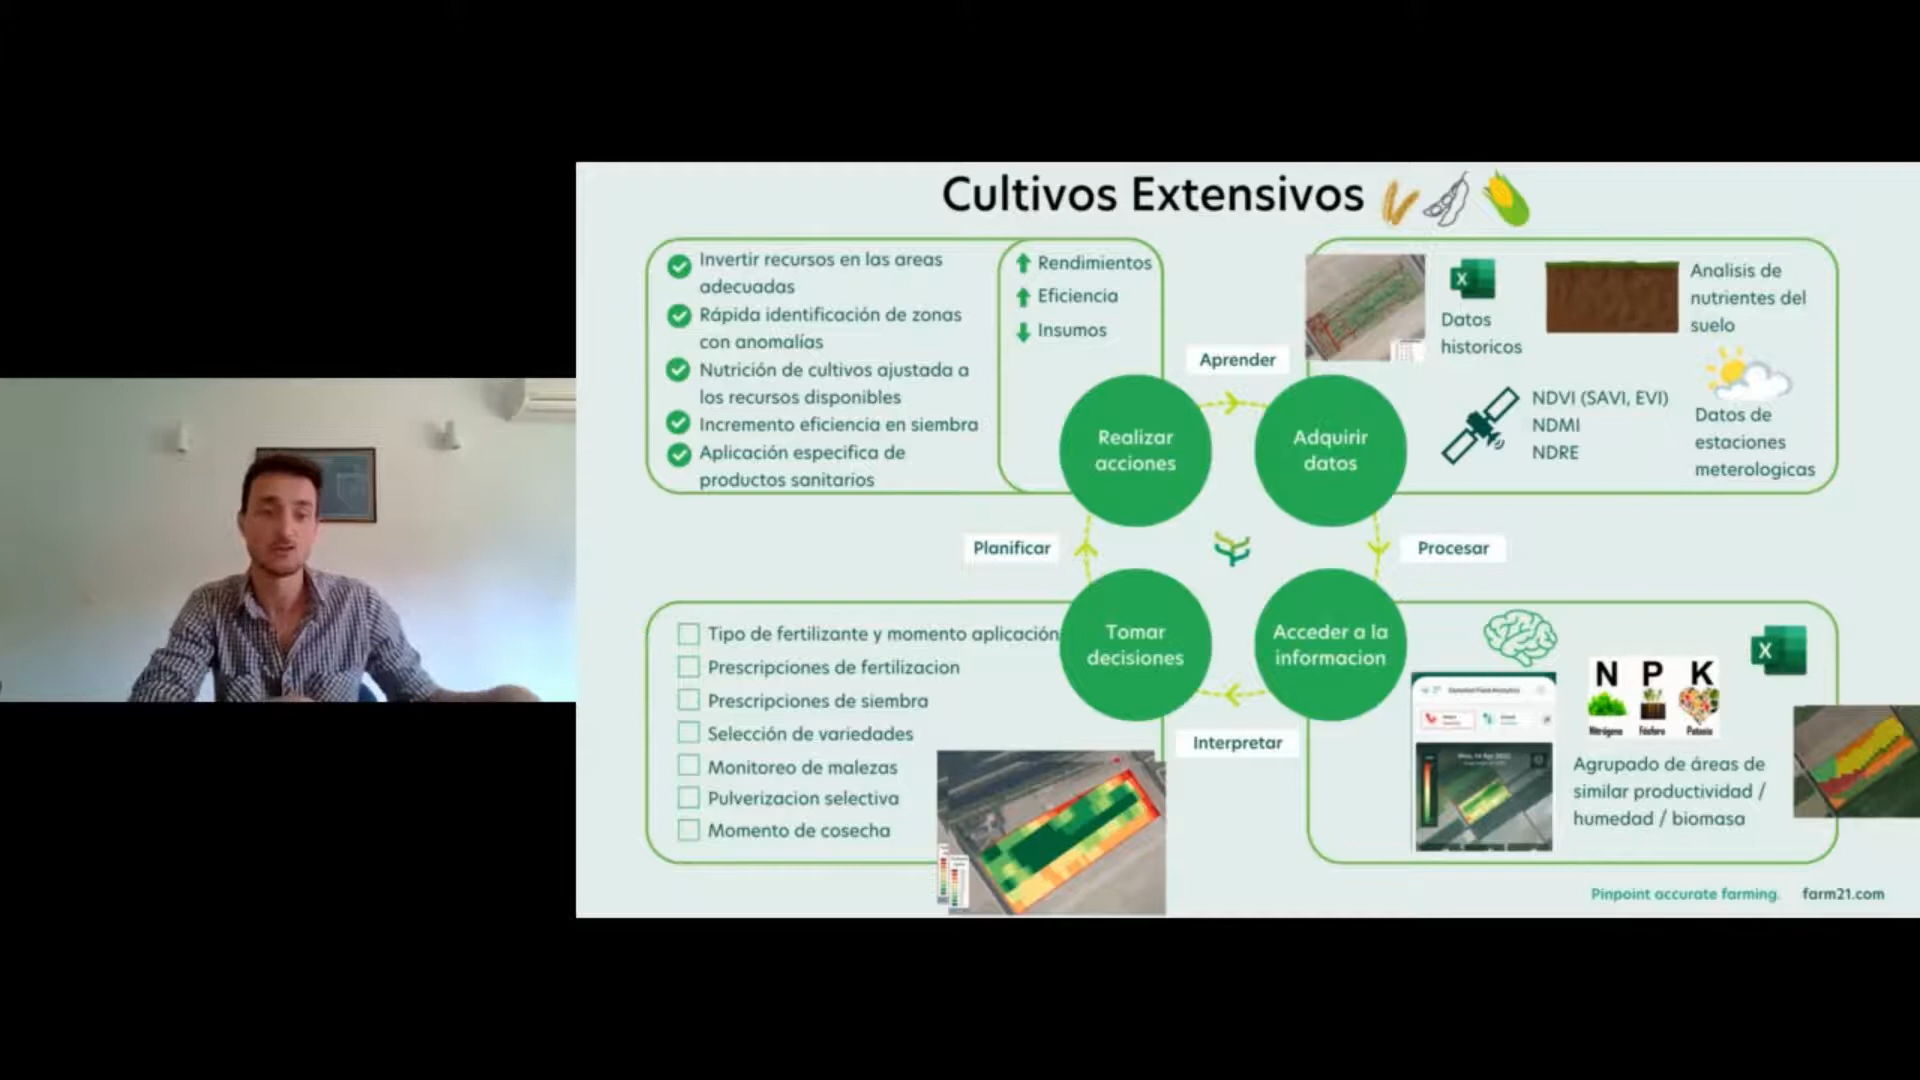 Cultivos Extensivos
Invertir recursos en las areas
adecuadas
Rápida identificación de zonas
con anomalías
Nutrición de cultivos ajustada a
los recursos disponibles
Incremento eficiencia en siembra
Aplicación especifica de
productos sanitarios
Rendimientos
Eficiencia
Insumos
Aprender
X
Datos
historicos
Analisis de
nutrientes del
suelo
NDVI (SAVI, EVI)
NDMI
NDRE
Datos de
estaciones
meterologicas
Realizar
acciones
Adquirir
datos
Planificar
Procesar
Tomar
decisiones
Acceder a la
informacion
Interpretar
Tipo de fertilizante y momento aplicación
Prescripciones de fertilizacion
Prescripciones de siembra
Selección de variedades
Monitoreo de malezas
Pulverizacion selectiva
Momento de cosecha
N P K
Nitrógeno Fósforo Potasio
X
Agrupado de áreas de
similar productividad /
humedad / biomasa
Pinpoint accurate farming. farm21.com